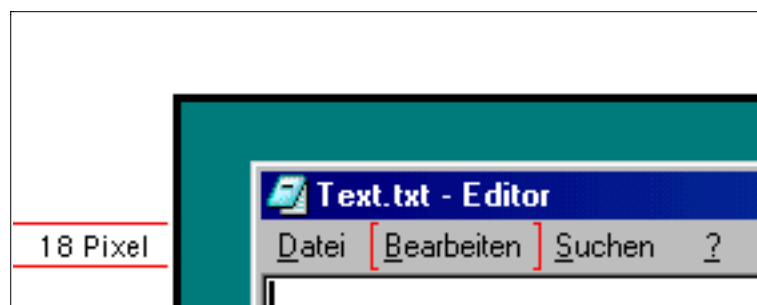 Text.txt - Editor
18 Pixel
Datei Bearbeiten Suchen ?